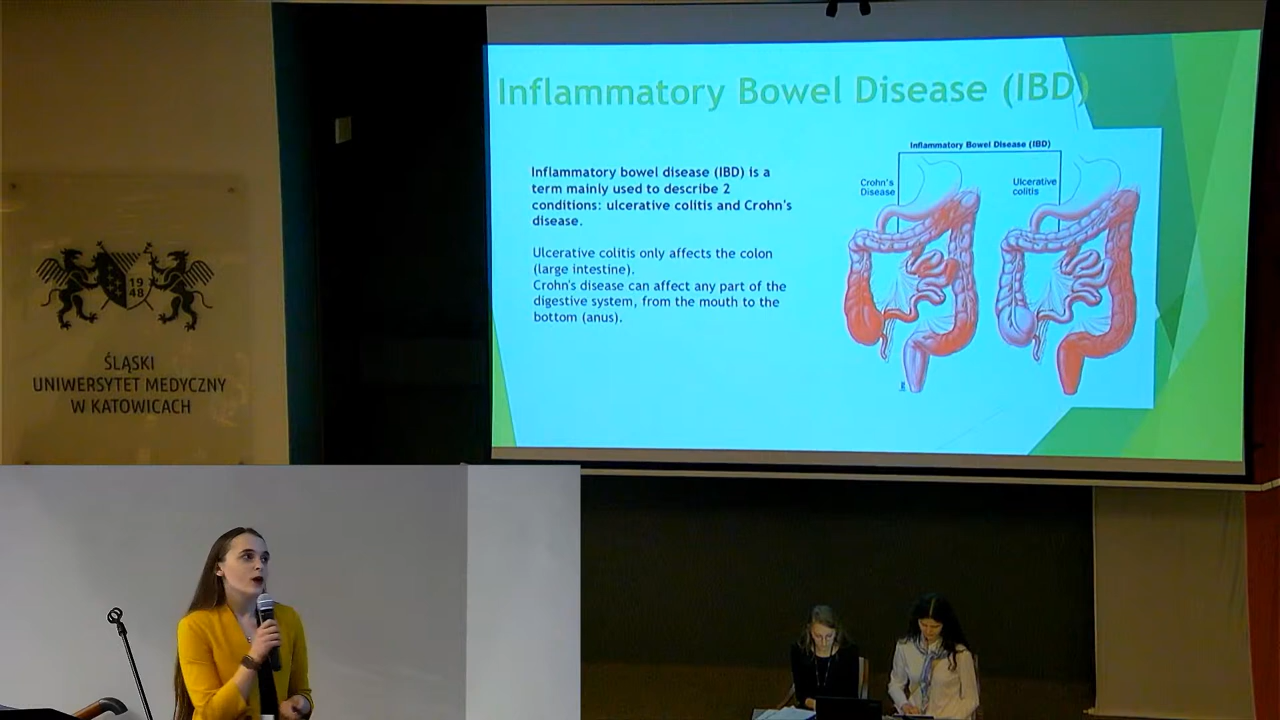 Inflammatory Bowel Disease (IBD)
Inflammatory bowel disease (IBD) is a
term mainly used to describe 2
conditions: ulcerative colitis and Crohn's
disease.
Ulcerative colitis only affects the colon
(large intestine).
Crohn's disease can affect any part of the
digestive system, from the mouth to the
bottom (anus).
Inflammatory Bowel Disease (IBD)
Crohn's
Disease
Ulcerative
colitis
19
48
ŚLĄSKI
UNIWERSYTET MEDYCZNY
W KATOWICACH